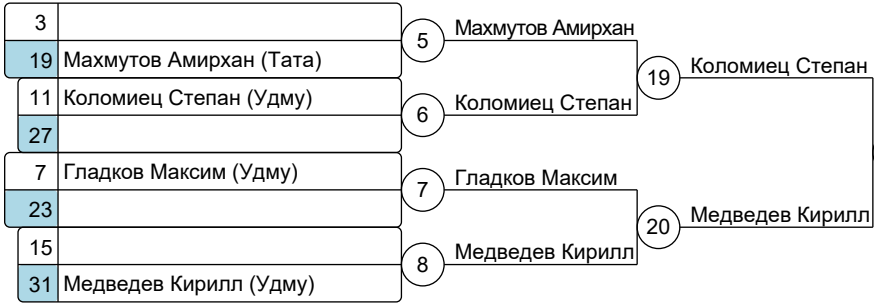 3
19 Махмутов Амирхан (Тата)
5
Махмутов Амирхан
11 Коломиец Степан (Удму)
27
6
Коломиец Степан
19
Коломиец Степан
7 Гладков Максим (Удму)
23
7
Гладков Максим
15
31 Медведев Кирилл (Удму)
8
Медведев Кирилл
20
Медведев Кирилл